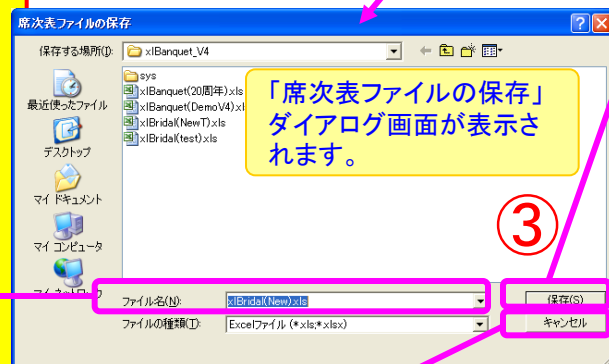 席次表ファイルの保存
保存する場所(I):
xlBanquet_V4
sys
xlBanquet(20周年).xls
xlBanquet(DemoV4).xls
xlBridal(NewT).xls
xlBridal(test).xls
最近使ったファイル
デスクトップ
マイ ドキュメント
マイ コンピュータ
「席次表ファイルの保存」
ダイアログ画面が表示さ
れます。
③
ファイル名(N):
xlBridal(New).xls
保存(S)
ファイルの種類(T):
Excelファイル (*.xls;*.xlsx)
キャンセル